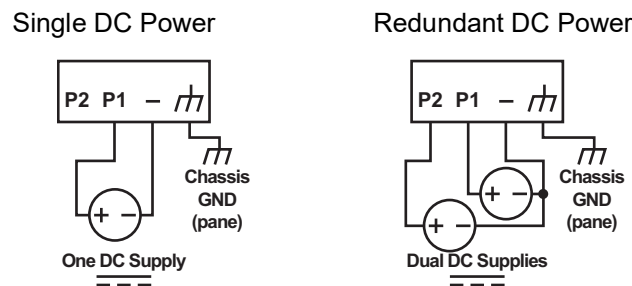 Single DC Power
P2 P1 –
Chassis
GND
(pane)
+ –
One DC Supply
Redundant DC Power
P2 P1 –
Chassis
GND
(pane)
+ –
+ –
Dual DC Supplies